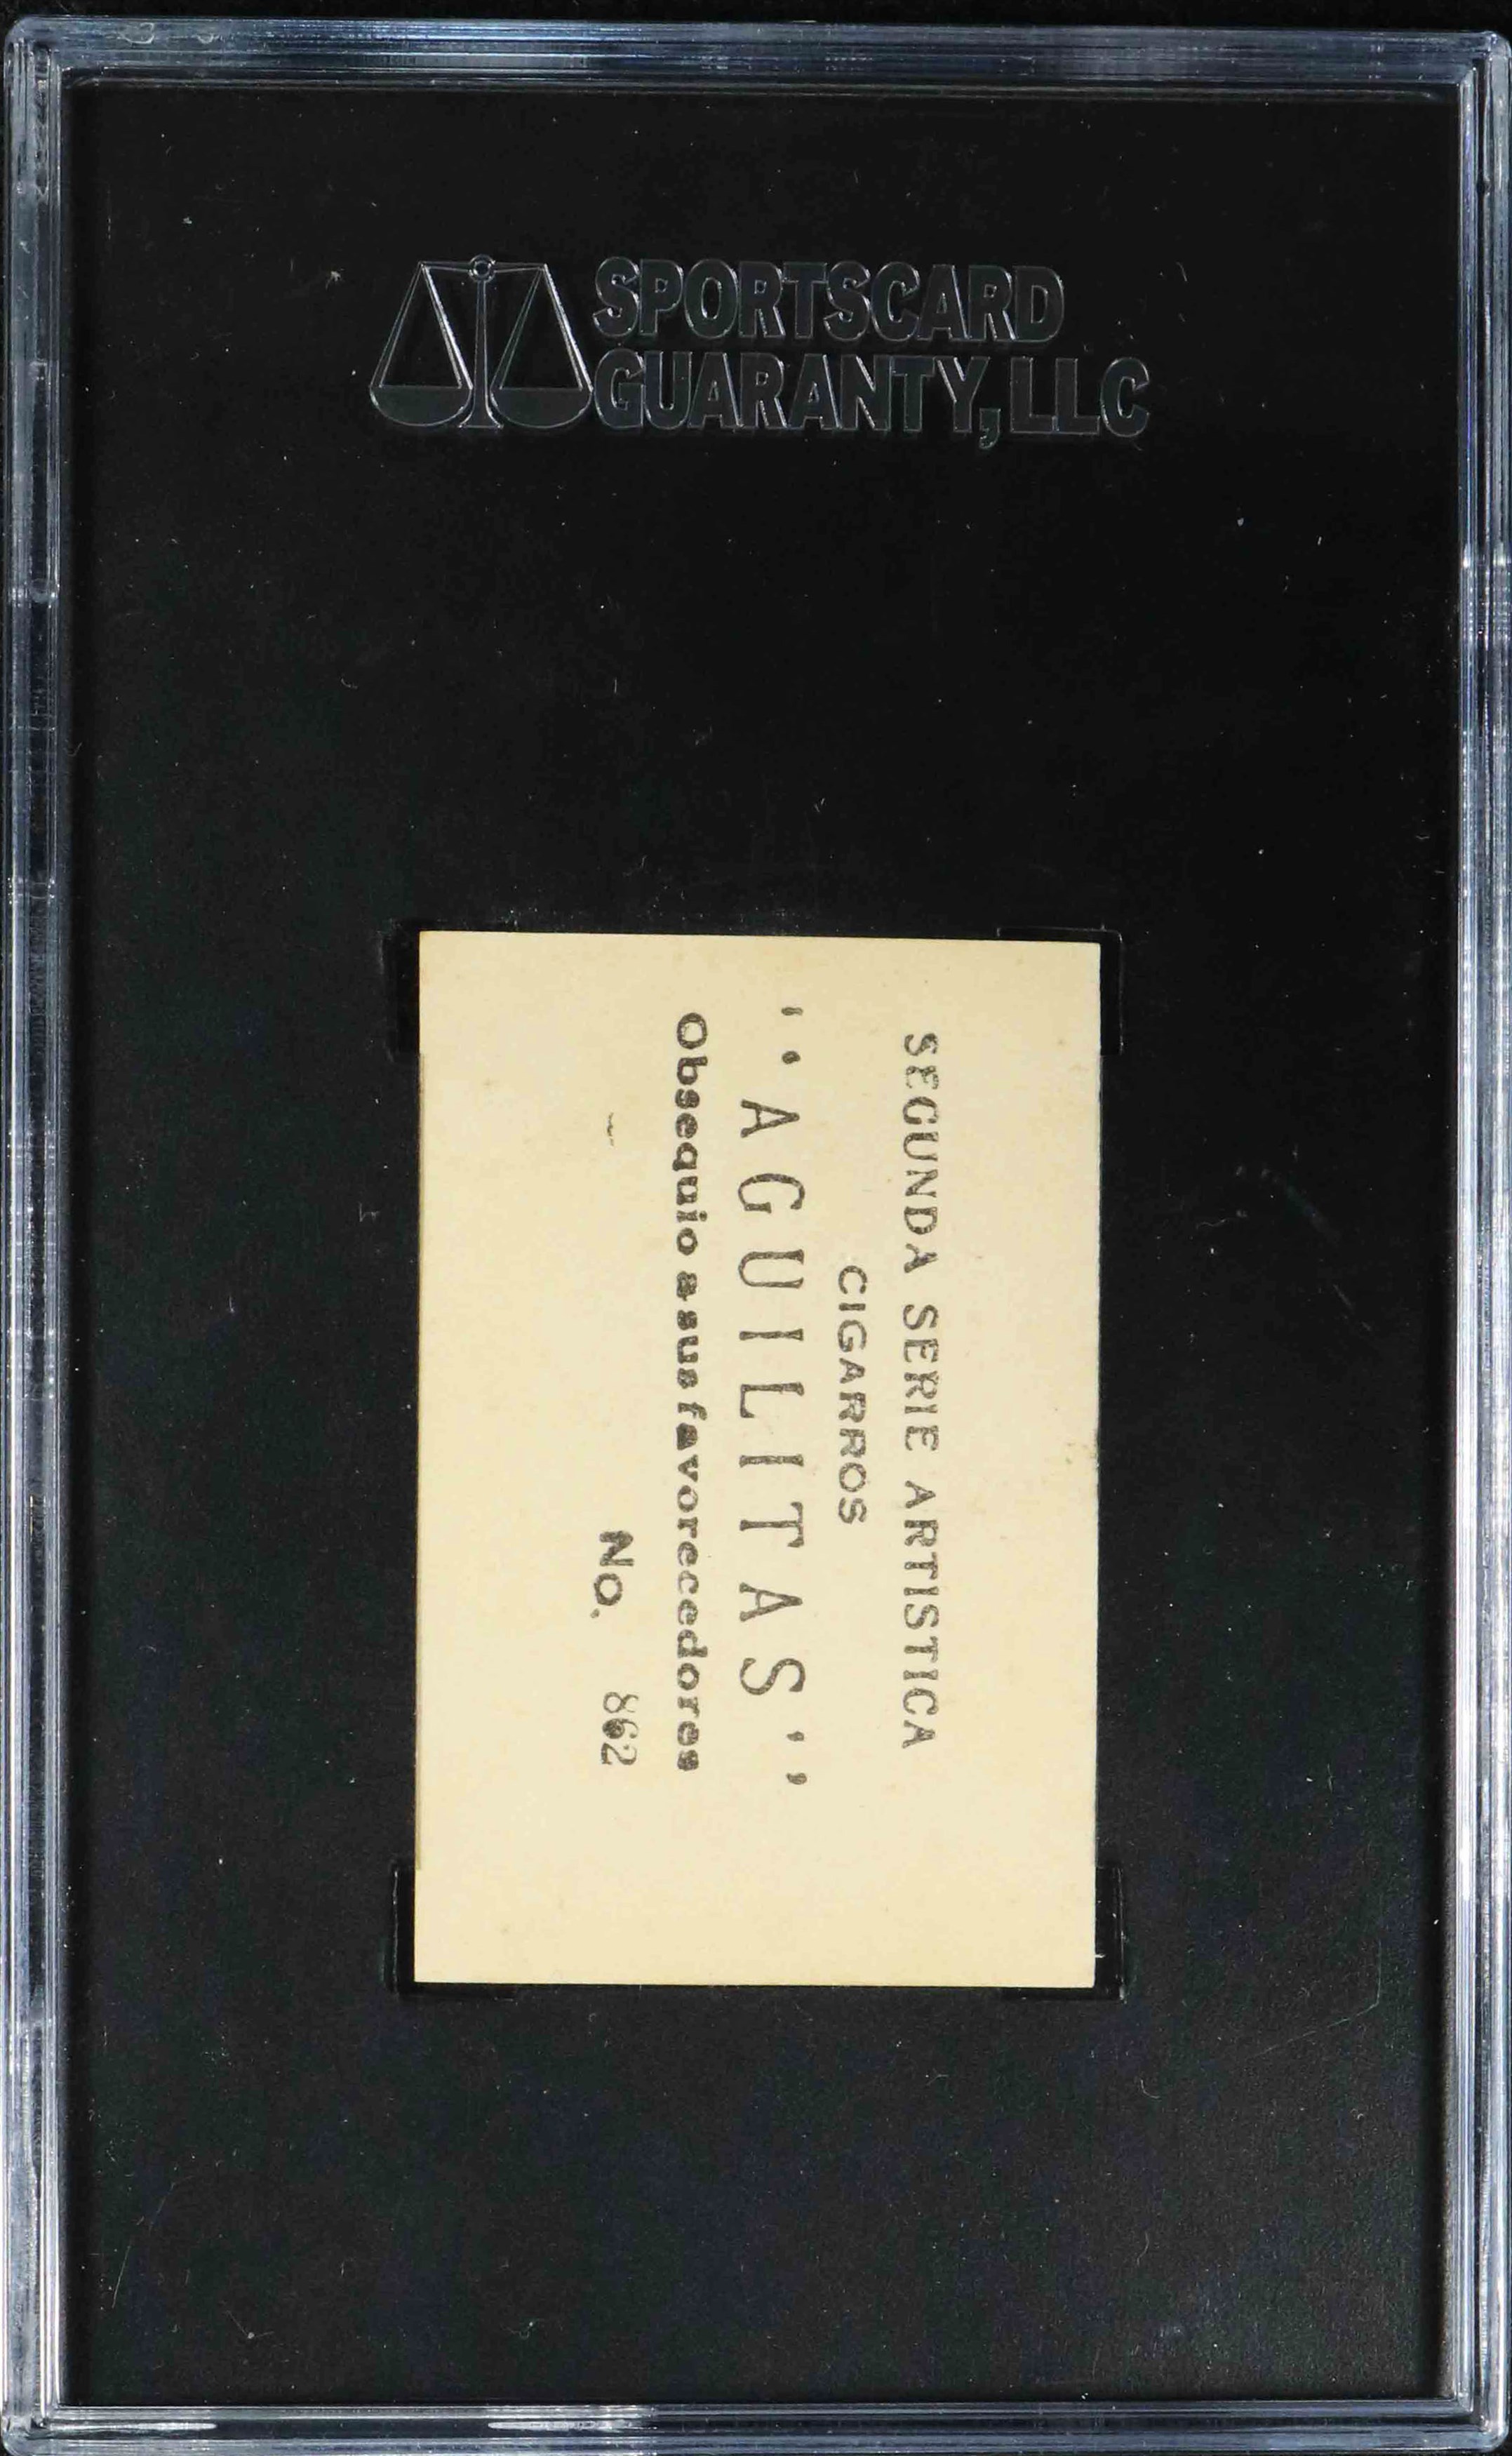 SPORTSCARD
GUARANTY, LLC
SEGUNDA SERIE ARTISTICA
CIGARROS
"AGUILITAS"
Obsequio a sus favorecedores
No. 862